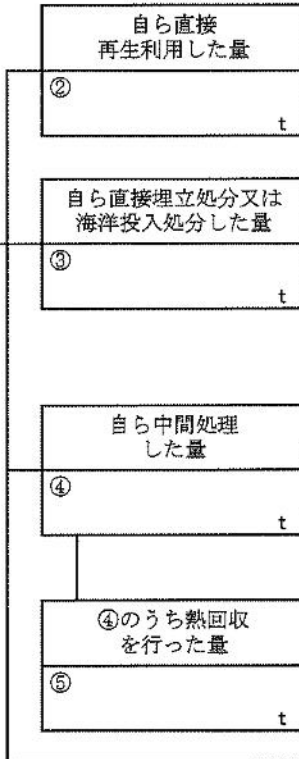 自ら直接
再生利用した量
②
t
自ら直接埋立処分又は
海洋投入処分した量
③
t
自ら中間処理
した量
④
t
④のうち熱回収
を行った量
⑤
t